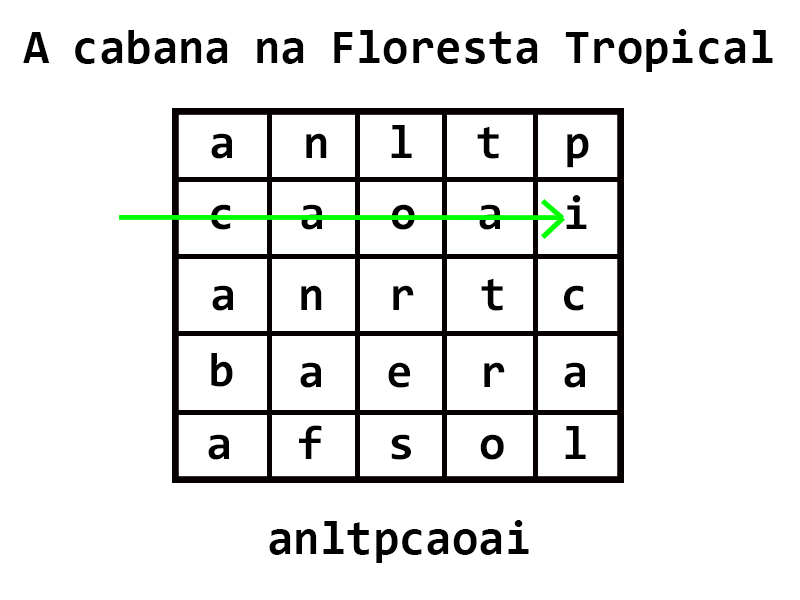 A cabana na Floresta Tropical
a n l t p
c a o a i
a n r t c
b a e r a
a f s o l
anltpcaoai